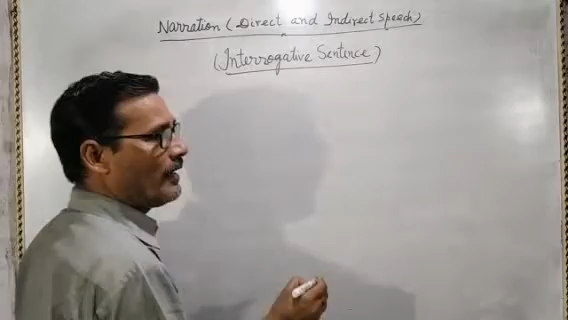 Narration (Direct and Indirect Speech)
(Interrogative Sentence)